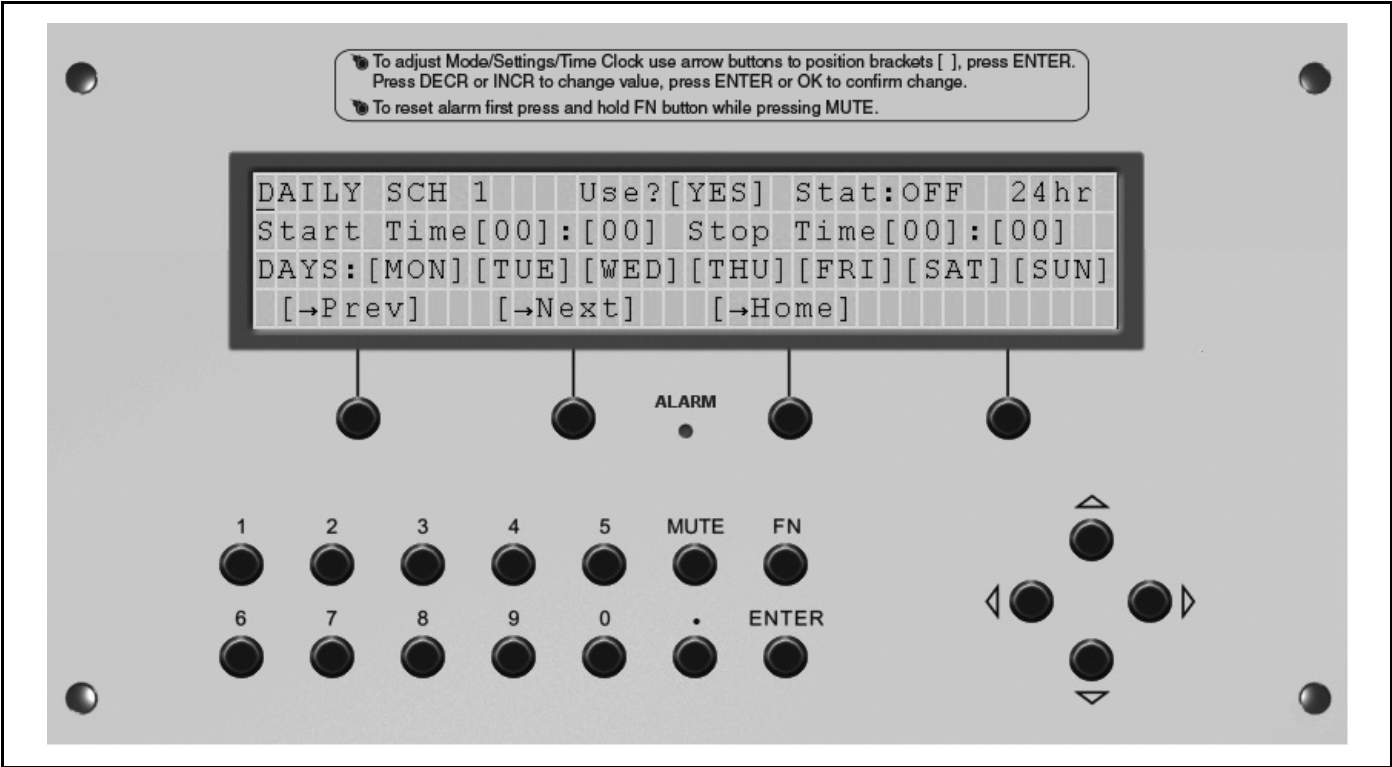 To adjust Mode/Settings/Time Clock use arrow buttons to position brackets [ ], press ENTER.
Press DECR or INCR to change value, press ENTER or OK to confirm change.
To reset alarm first press and hold FN button while pressing MUTE.
DAILY SCH 1 Use?[YES] Stat:OFF 24hr
Start Time[00]:[00] Stop Time[00]:[00]
DAYS:[MON][TUE][WED][THU][FRI][SAT][SUN]
[→Prev] [→Next] [→Home]
ALARM
1 2 3 4 5 MUTE FN
6 7 8 9 0 . ENTER